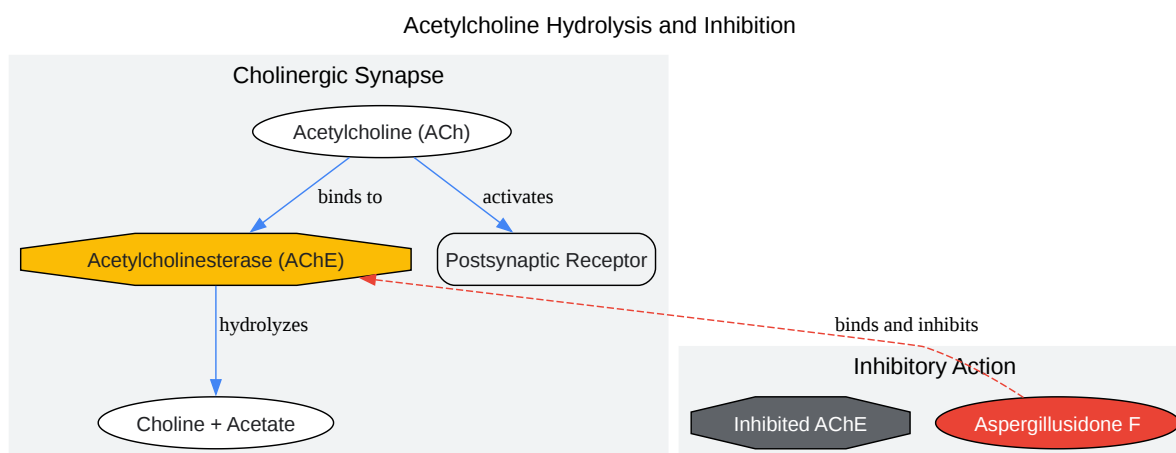 Acetylcholine Hydrolysis and Inhibition
Cholinergic Synapse
Acetylcholine (ACh)
binds to
activates
Acetylcholinesterase (AChE)
Postsynaptic Receptor
hydrolyzes
binds and inhibits
Inhibitory Action
Choline + Acetate
Inhibited AChE
Aspergillusidone F